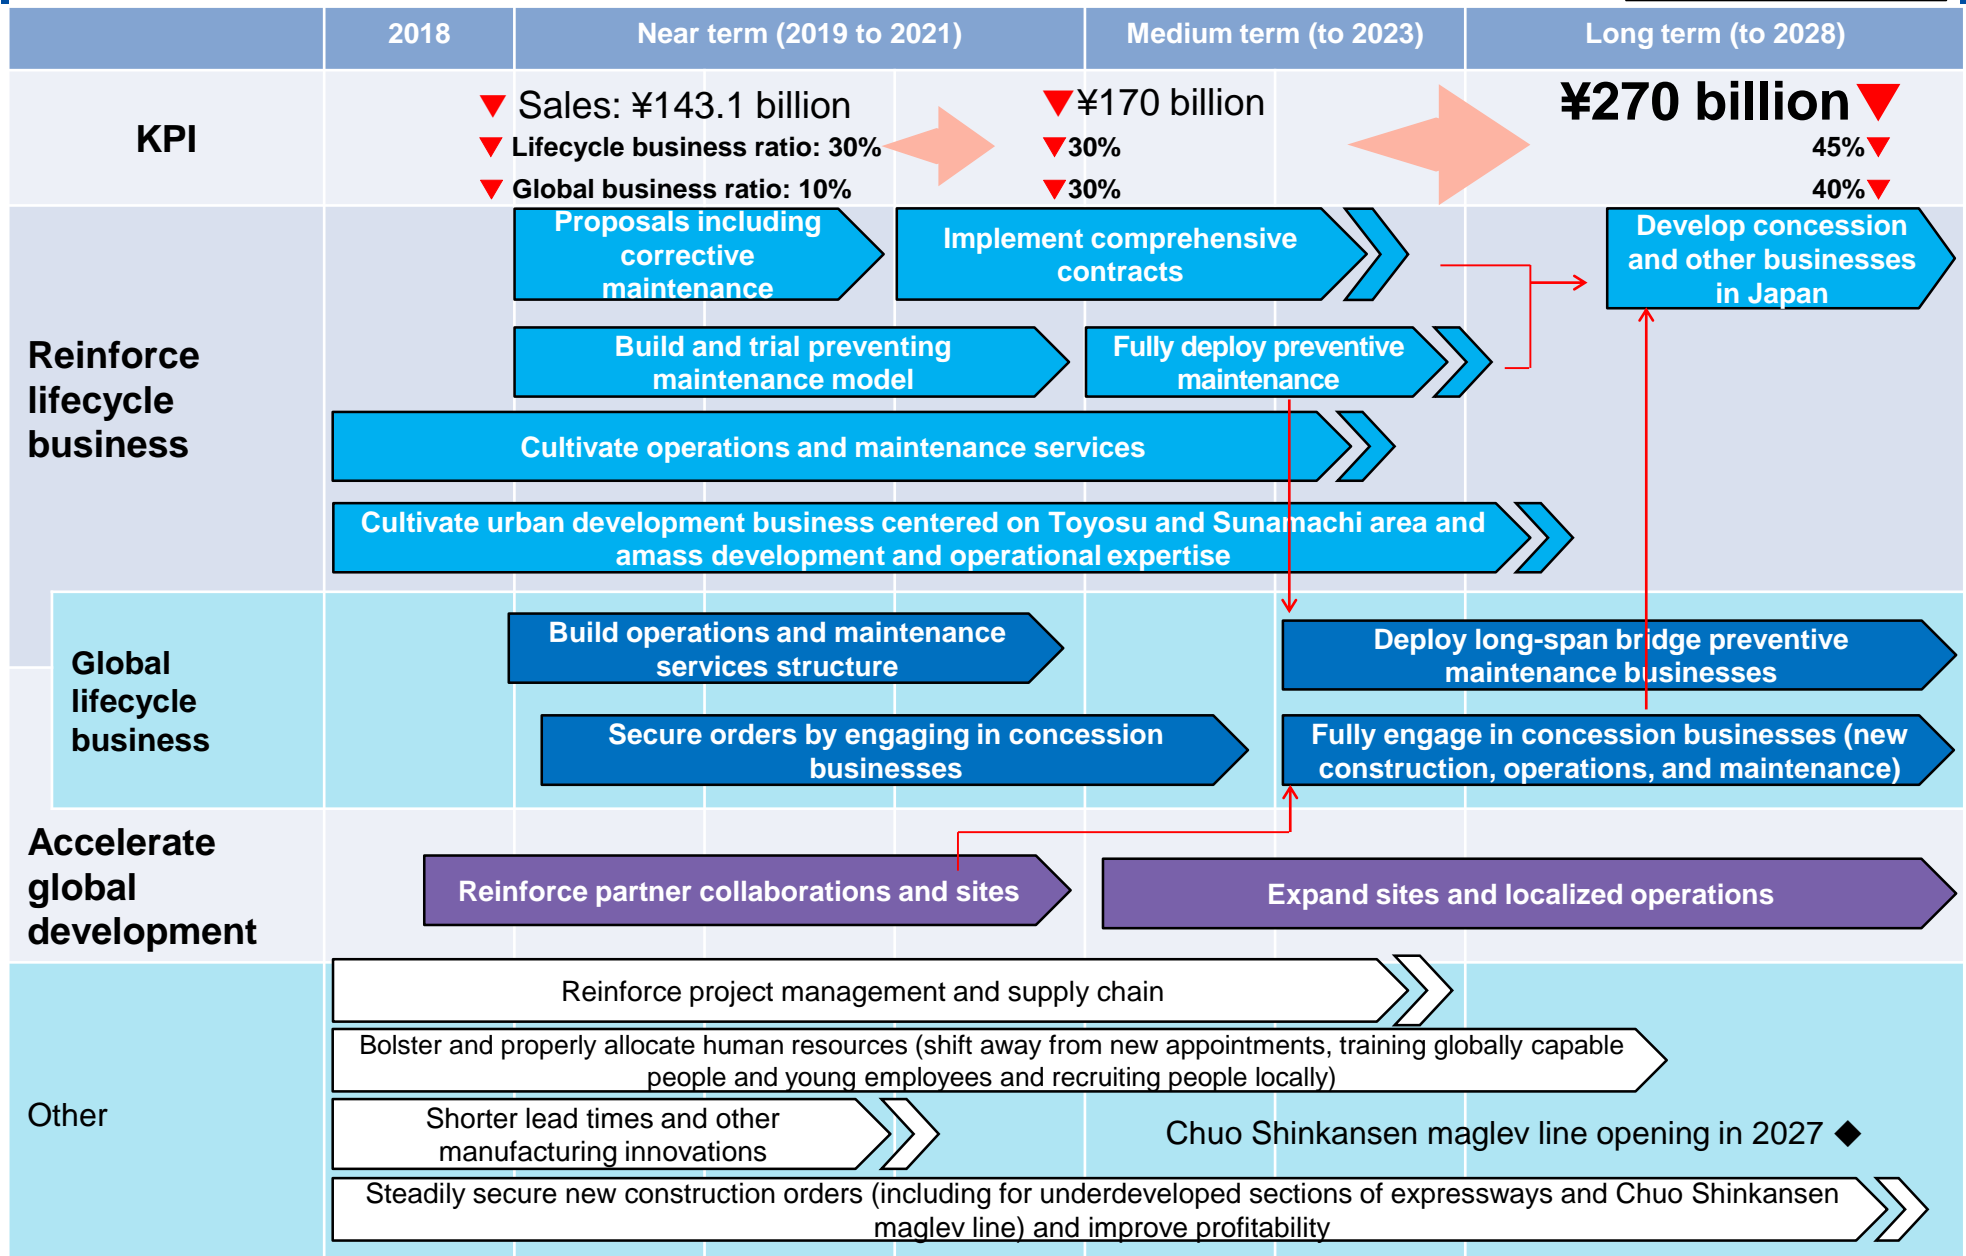 2018
Near term (2019 to 2021)
Medium term (to 2023)
Long term (to 2028)
KPI
▼ Sales: ¥143.1 billion
▼ Lifecycle business ratio: 30%
▼ Global business ratio: 10%
▼¥170 billion
▼30%
▼30%
¥270 billion▼
45%▼
40%▼
Reinforce
lifecycle
business
Proposals including
corrective
maintenance
Implement comprehensive
contracts
Develop concession
and other businesses
in Japan
Build and trial preventing
maintenance model
Fully deploy preventive
maintenance
Cultivate operations and maintenance services
Cultivate urban development business centered on Toyosu and Sunamachi area and
amass development and operational expertise
Global
lifecycle
business
Build operations and maintenance
services structure
Deploy long-span bridge preventive
maintenance businesses
Secure orders by engaging in concession
businesses
Fully engage in concession businesses (new
construction, operations, and maintenance)
Accelerate
global
development
Reinforce partner collaborations and sites
Expand sites and localized operations
Other
Reinforce project management and supply chain
Bolster and properly allocate human resources (shift away from new appointments, training globally capable
people and young employees and recruiting people locally)
Shorter lead times and other
manufacturing innovations
Chuo Shinkansen maglev line opening in 2027 ◆
Steadily secure new construction orders (including for underdeveloped sections of expressways and Chuo Shinkansen
maglev line) and improve profitability